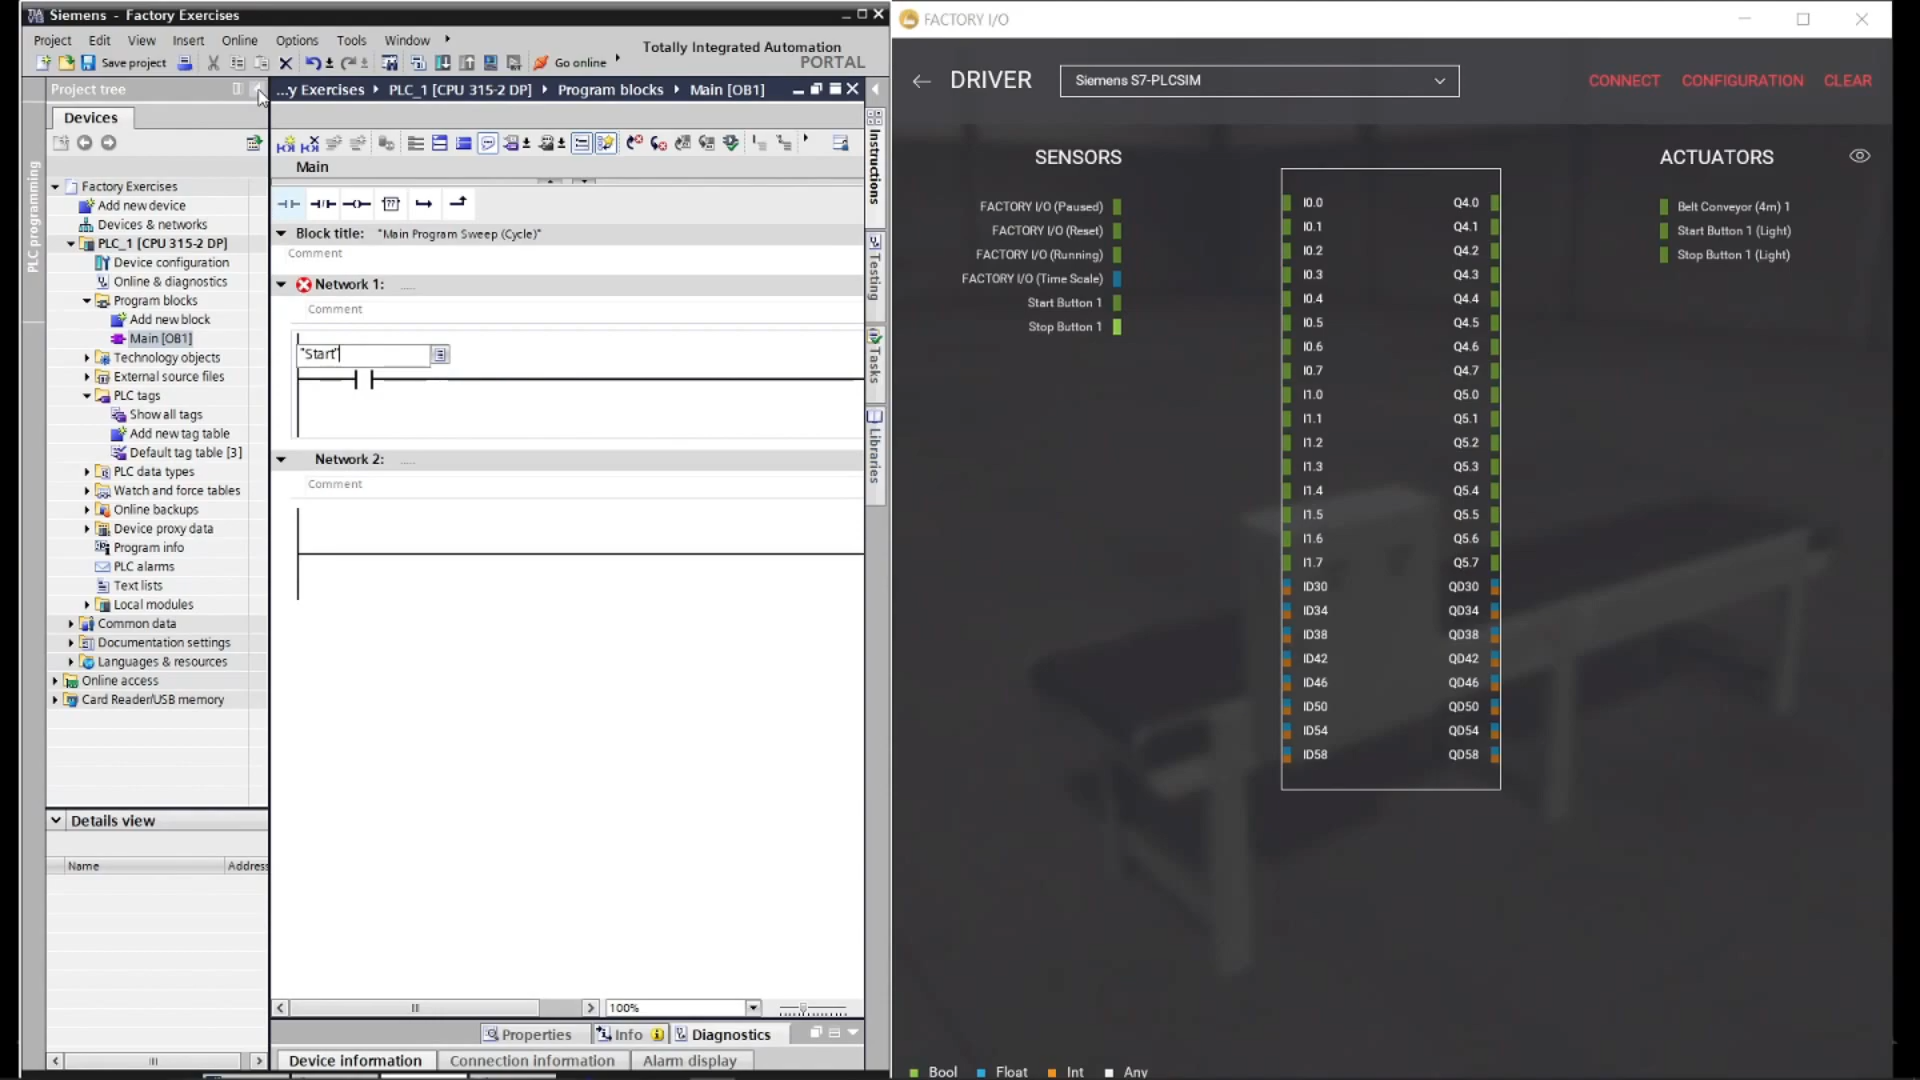 Siemens - Factory Exercises
Project Edit View Insert Online Options Tools Window
Totally Integrated Automation
PORTAL
Save project
Go online
Project tree
...y Exercises PLC_1 [CPU 315-2 DP] Program blocks Main [OB1]
Devices
PLC programming
Factory Exercises
Add new device
Devices & networks
PLC_1 [CPU 315-2 DP]
Device configuration
Online & diagnostics
Program blocks
Add new block
Main [OB1]
Technology objects
External source files
PLC tags
Show all tags
Add new tag table
Default tag table [3]
PLC data types
Watch and force tables
Online backups
Device proxy data
Program info
PLC alarms
Text lists
Local modules
Common data
Documentation settings
Languages & resources
Online access
Card Reader/USB memory
Details view
Name Address
Main
??
Block title: "Main Program Sweep (Cycle)"
Comment
Network 1: .....
Comment
"Start"
Network 2: .....
Comment
100%
Properties Info Diagnostics
Device information Connection information Alarm display
Instructions
Testing
Tasks
Libraries
FACTORY I/O
DRIVER
Siemens S7-PLCSIM
CONNECT CONFIGURATION CLEAR
SENSORS
FACTORY I/O (Paused)
FACTORY I/O (Reset)
FACTORY I/O (Running)
FACTORY I/O (Time Scale)
Start Button 1
Stop Button 1
I0.0 Q4.0
I0.1 Q4.1
I0.2 Q4.2
I0.3 Q4.3
I0.4 Q4.4
I0.5 Q4.5
I0.6 Q4.6
I0.7 Q4.7
I1.0 Q5.0
I1.1 Q5.1
I1.2 Q5.2
I1.3 Q5.3
I1.4 Q5.4
I1.5 Q5.5
I1.6 Q5.6
I1.7 Q5.7
ID30 QD30
ID34 QD34
ID38 QD38
ID42 QD42
ID46 QD46
ID50 QD50
ID54 QD54
ID58 QD58
ACTUATORS
Belt Conveyor (4m) 1
Start Button 1 (Light)
Stop Button 1 (Light)
Bool Float Int Any